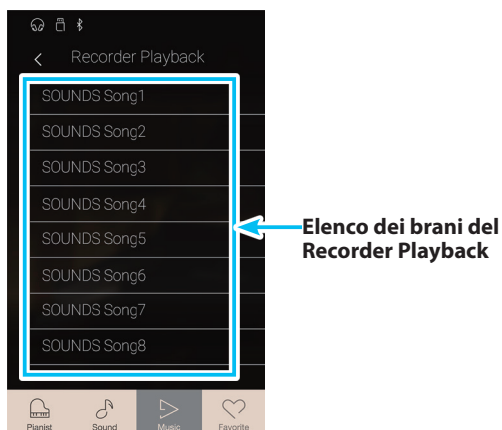 Recorder Playback
SOUNDS Song1
SOUNDS Song2
SOUNDS Song3
SOUNDS Song4
SOUNDS Song5
SOUNDS Song6
SOUNDS Song7
SOUNDS Song8
Elenco dei brani del
Recorder Playback
Pianist Sound Music Favorite